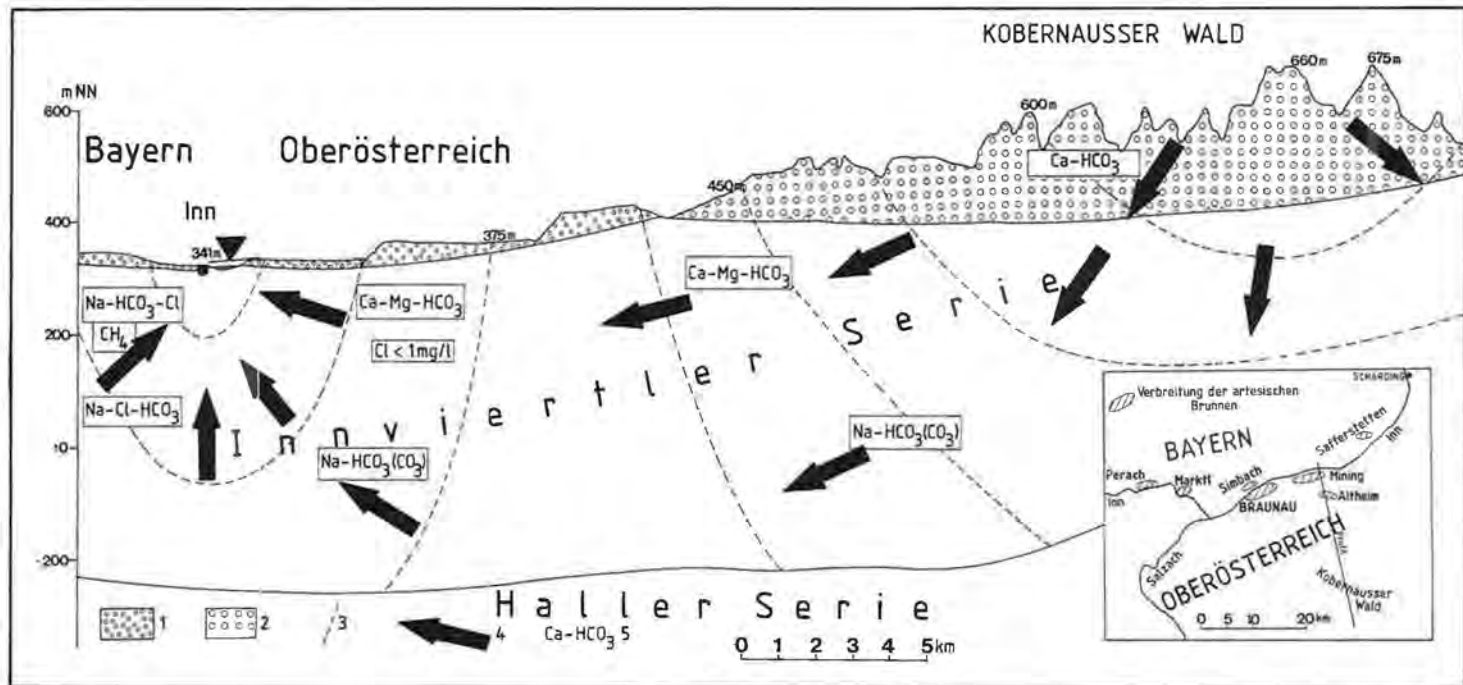 KOBERNAUSSER WALD
660m
675m
600m
m NN
600
Bayern
Oberösterreich
Ca-HCO₃
450m
400
Inn
341m
375m
Na-HCO₃-Cl
CH₄
Ca-Mg-HCO₃
Ca-Mg-HCO₃
Cl < 1mg/l
200
Na-Cl-HCO₃
Innviertler Serie
±0
Na-HCO₃(CO₃)
Na-HCO₃(CO₃)
-200
Haller Serie
1
2
3
4
Ca-HCO₃ 5
0 1 2 3 4 5km
Verbreitung der artesischen
Brunnen
SCHÄRDING
BAYERN
Safferstetten
Inn
Perach
Marktl
Simbach
Mining
Inn
BRAUNAU
Altheim
Salzach
OBERÖSTERREICH
Profil
Kobernausser
Wald
0 5 10 20km